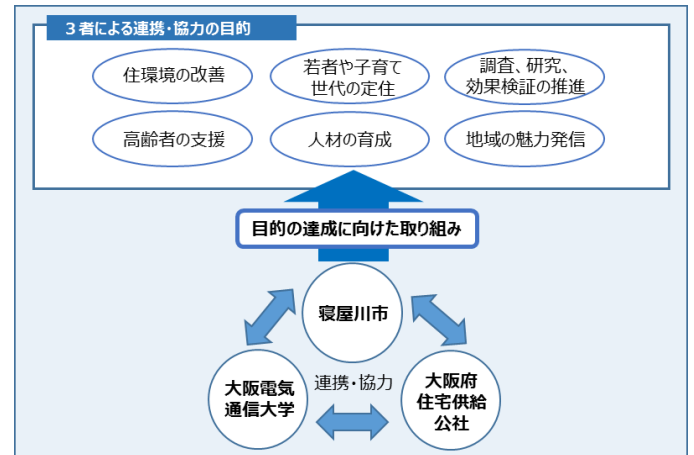 3者による連携・協力の目的
住環境の改善
若者や子育て
世代の定住
調査、研究、
効果検証の推進
高齢者の支援
人材の育成
地域の魅力発信
目的の達成に向けた取り組み
寝屋川市
大阪電気
通信大学
連携・協力
大阪府
住宅供給
公社